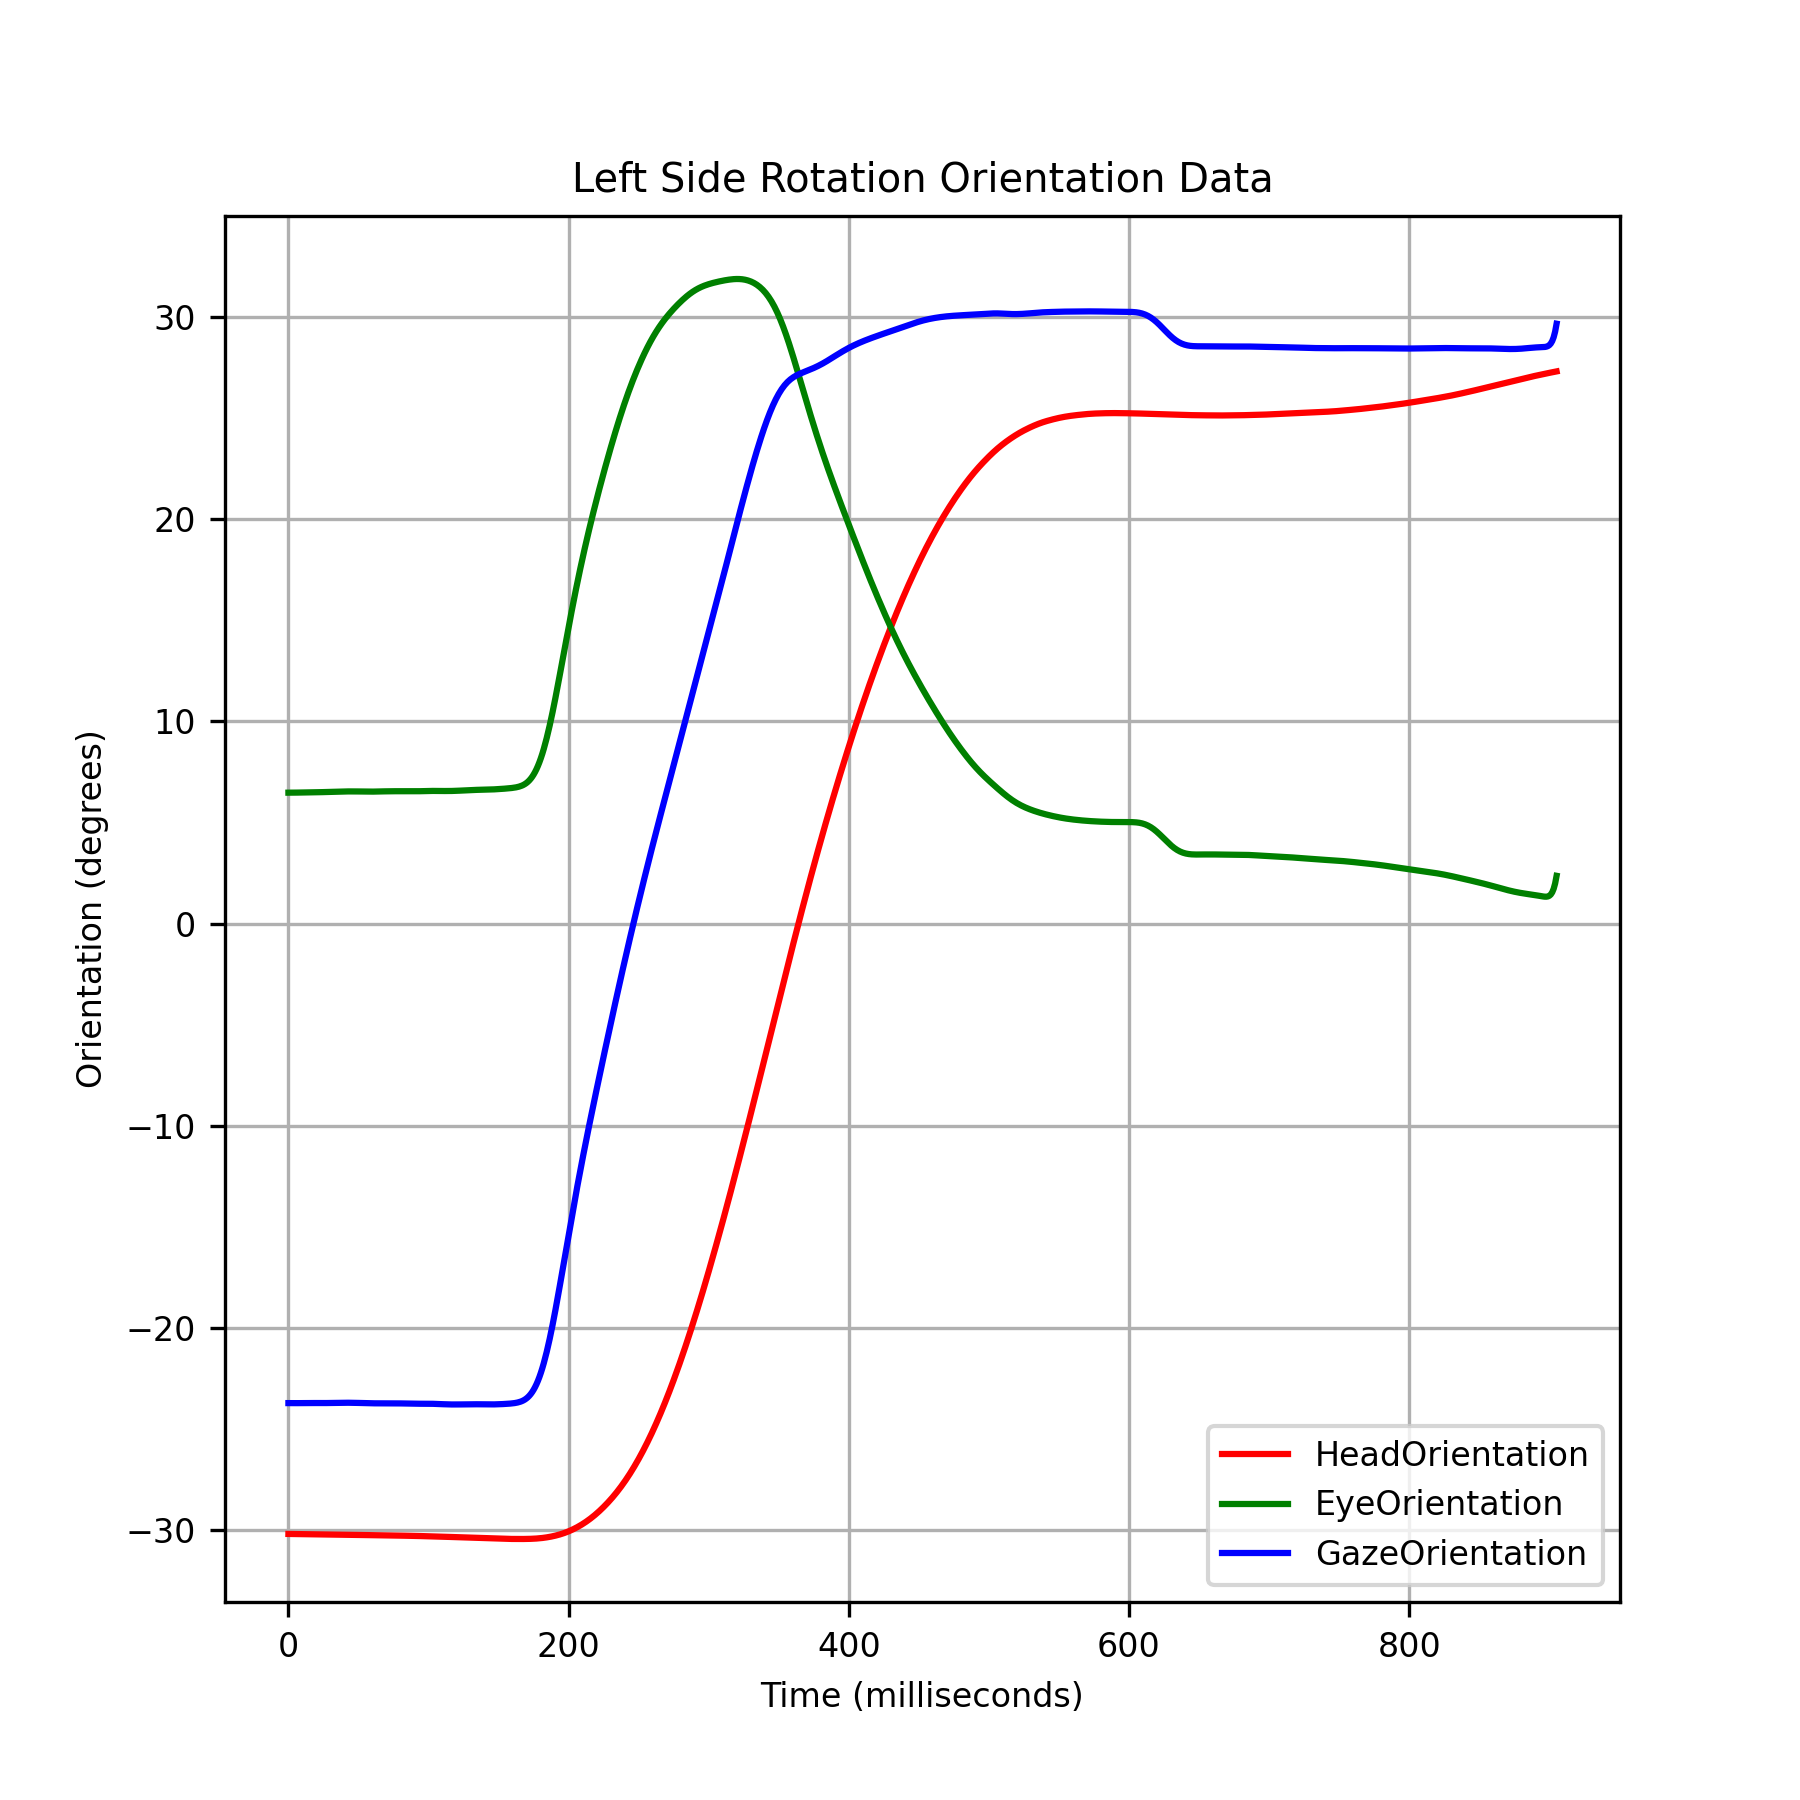 Left Side Rotation Orientation Data
Orientation (degrees)
30
20
10
0
−10
−20
−30
HeadOrientation
EyeOrientation
GazeOrientation
0 200 400 600 800
Time (milliseconds)